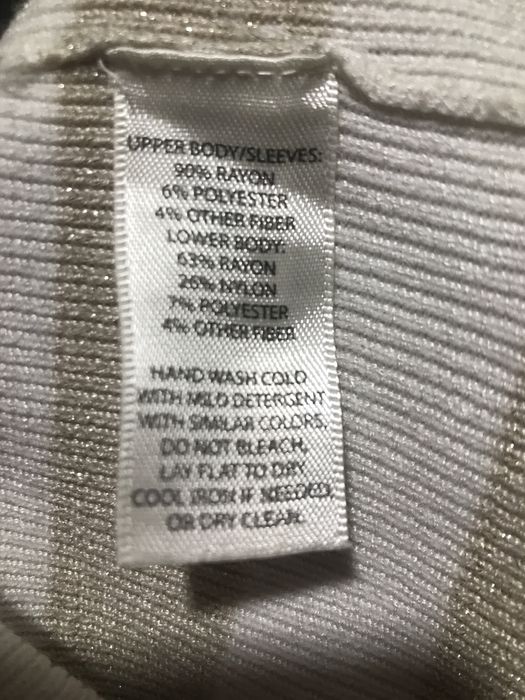 UPPER BODY/SLEEVES:
90% RAYON
6% POLYESTER
4% OTHER FIBER
LOWER BODY:
63% RAYON
26% NYLON
7% POLYESTER
4% OTHER FIBER
HAND WASH COLD
WITH MILD DETERGENT
WITH SIMILAR COLORS.
DO NOT BLEACH,
LAY FLAT TO DRY
COOL IRON IF NEEDED,
OR DRY CLEAN.